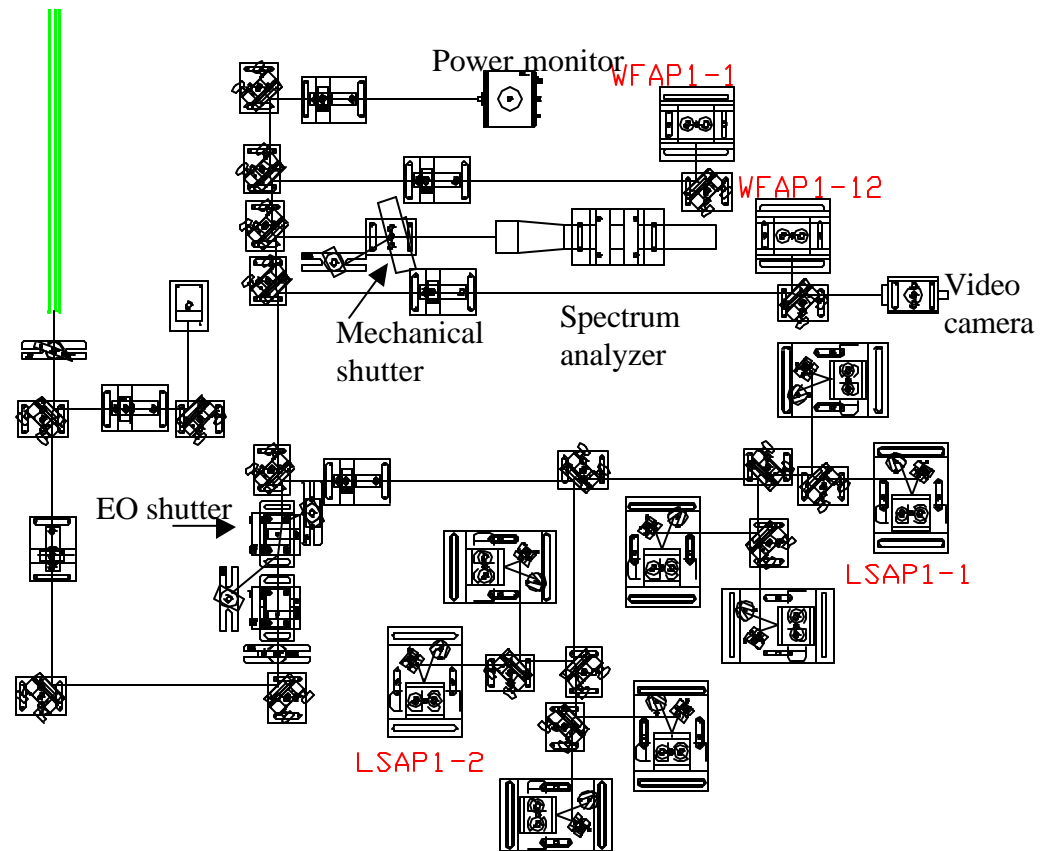 Power monitor
WFAP1-1
WFAP1-12
Mechanical
shutter
Spectrum
analyzer
Video
camera
EO shutter
LSAP1-1
LSAP1-2